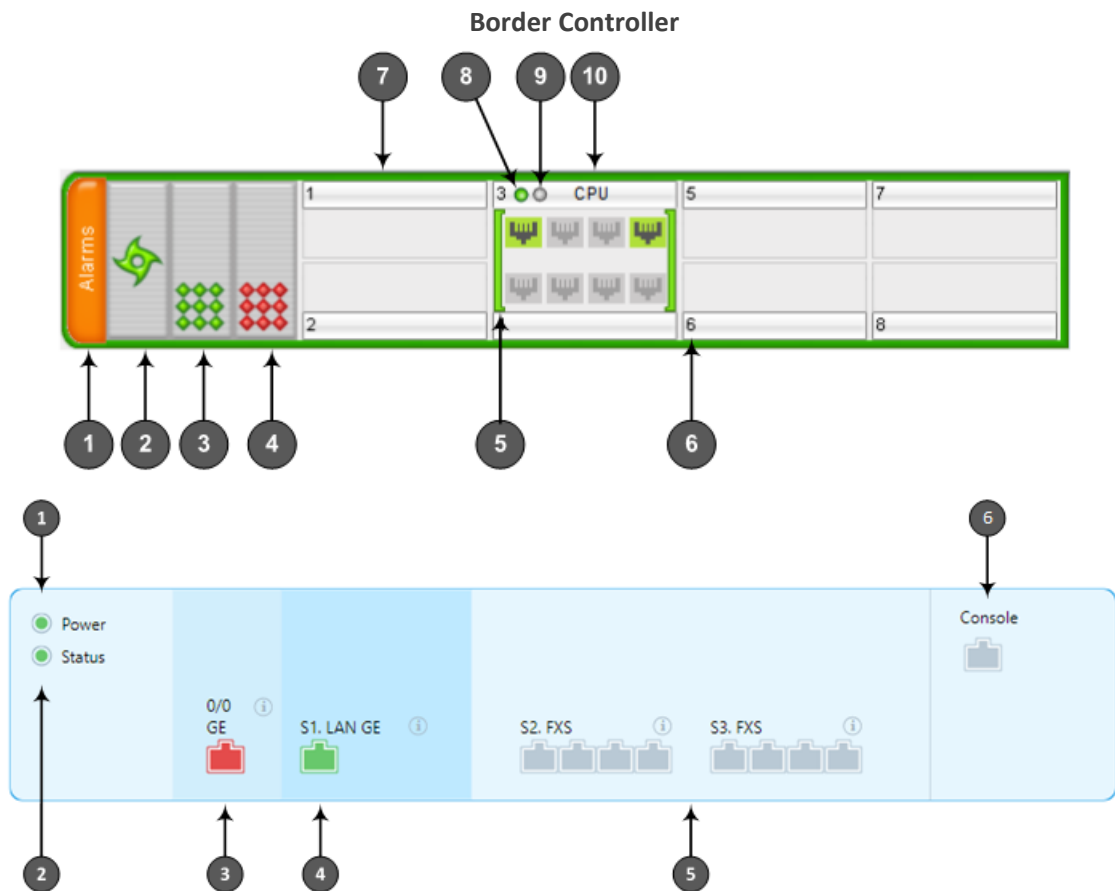 Border Controller
7 8 9 10
1 3 CPU 5 7
Alarms
2 6 8
1 2 3 4 5 6
1 6
Power
Status
Console
0/0
GE
S1. LAN GE
S2. FXS
S3. FXS
2 3 4 5